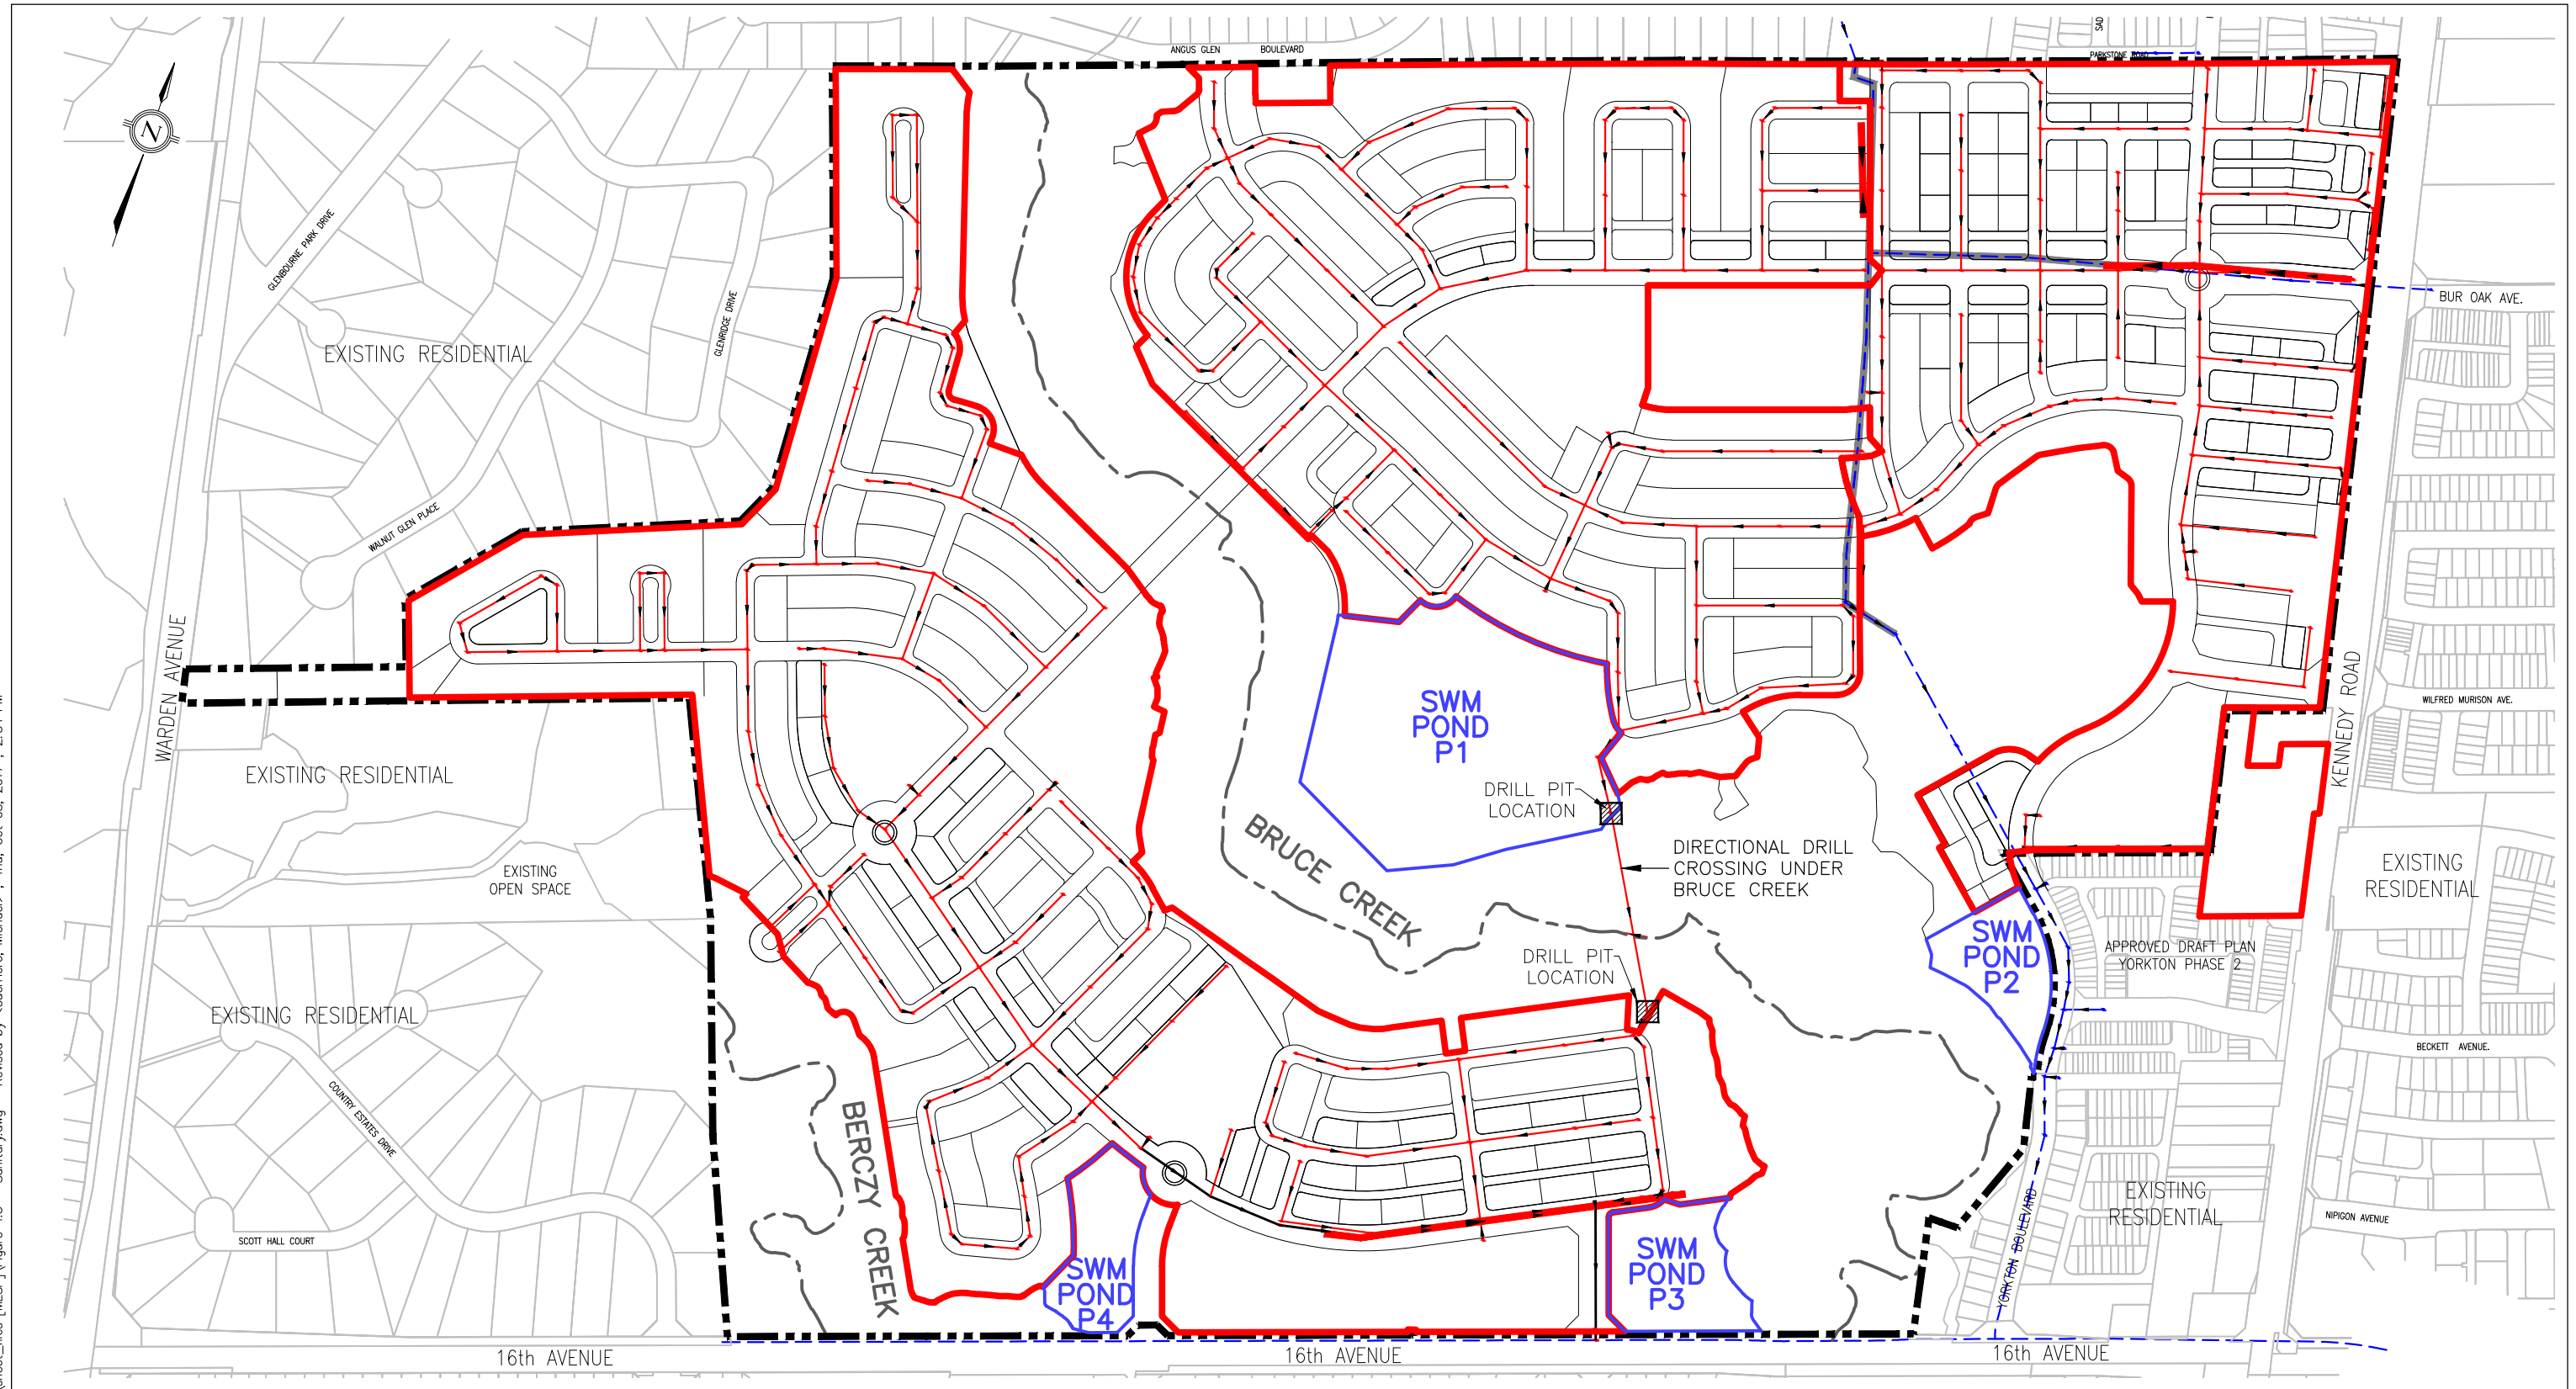 ANGUS GLEN BOULEVARD
SAD
PARKSTONE ROAD
N
GLENBOURNE PARK DRIVE
GLENRIDGE DRIVE
EXISTING RESIDENTIAL
BUR OAK AVE.
WALNUT GLEN PLACE
WARDEN AVENUE
KENNEDY ROAD
WILFRED MURISON AVE.
SWM
POND
P1
EXISTING RESIDENTIAL
DRILL PIT
LOCATION
BRUCE CREEK
DIRECTIONAL DRILL
CROSSING UNDER
BRUCE CREEK
EXISTING
RESIDENTIAL
EXISTING
OPEN SPACE
SWM
POND
P2
APPROVED DRAFT PLAN
YORKTON PHASE 2
DRILL PIT
LOCATION
EXISTING RESIDENTIAL
BECKETT AVENUE.
COUNTRY ESTATES DRIVE
BERCZY CREEK
EXISTING
RESIDENTIAL
NIPIGON AVENUE
YORKTON BOULEVARD
SCOTT HALL COURT
SWM
POND
P3
SWM
POND
P4
16th AVENUE
16th AVENUE
16th AVENUE